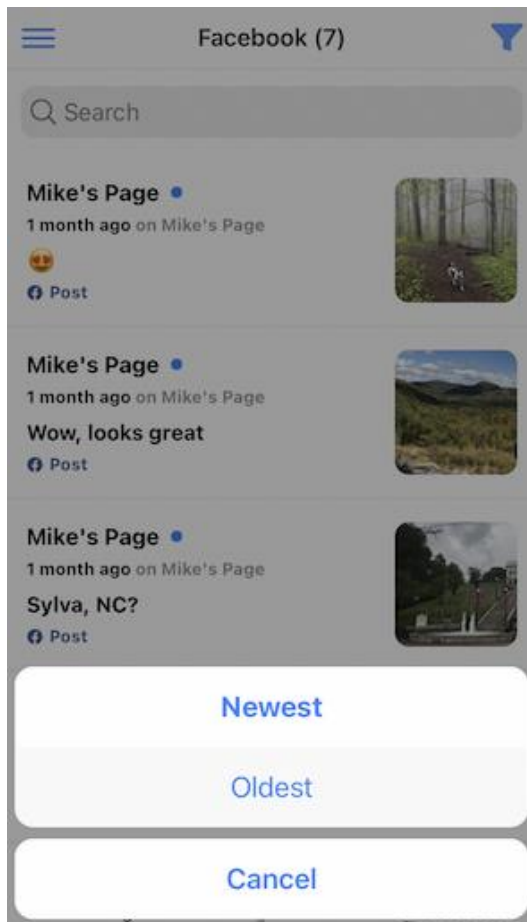 Facebook (7)
Search
Mike's Page
1 month ago on Mike's Page
😍
Post
Mike's Page
1 month ago on Mike's Page
Wow, looks great
Post
Mike's Page
1 month ago on Mike's Page
Sylva, NC?
Post
Newest
Oldest
Cancel